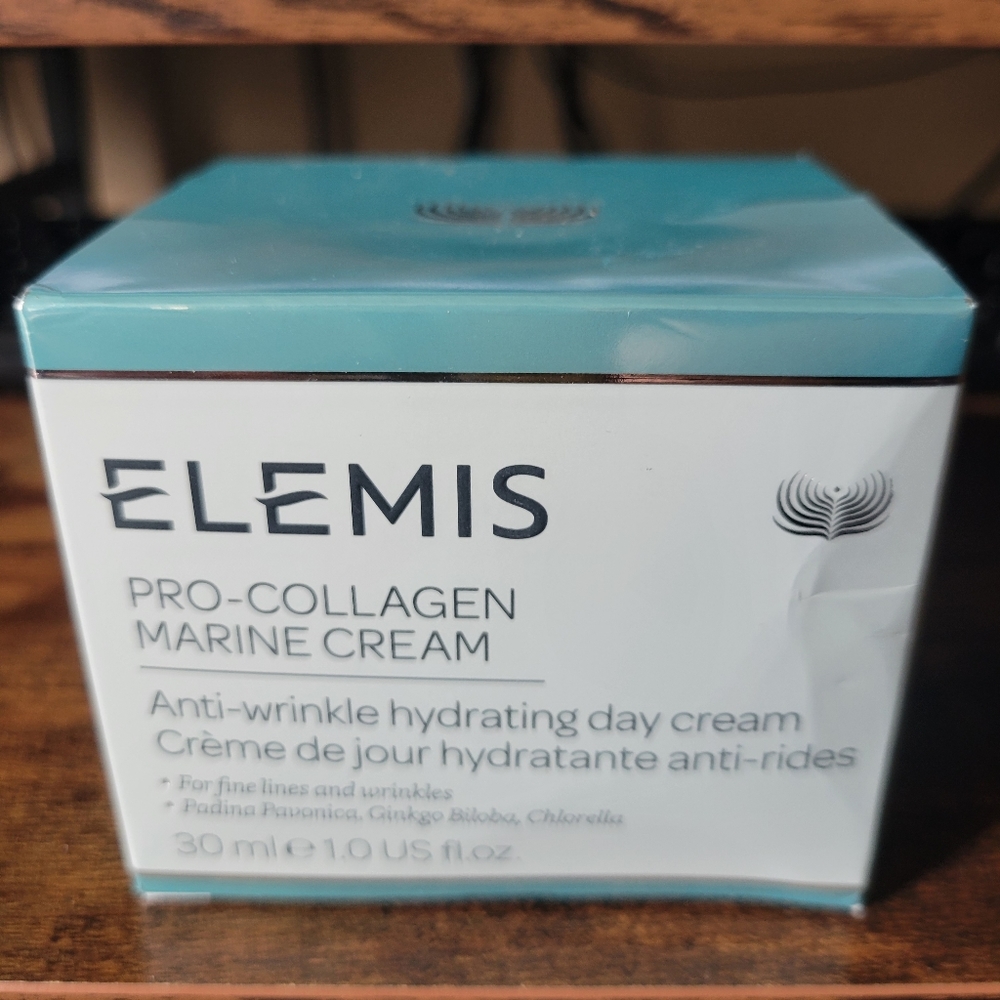 ELEMIS
PRO-COLLAGEN
MARINE CREAM
Anti-wrinkle hydrating day cream
Crème de jour hydratante anti-rides
+ For fine lines and wrinkles
+ Padina Pavonica, Ginkgo Biloba, Chlorella
30 ml e 1.0 US fl.oz.